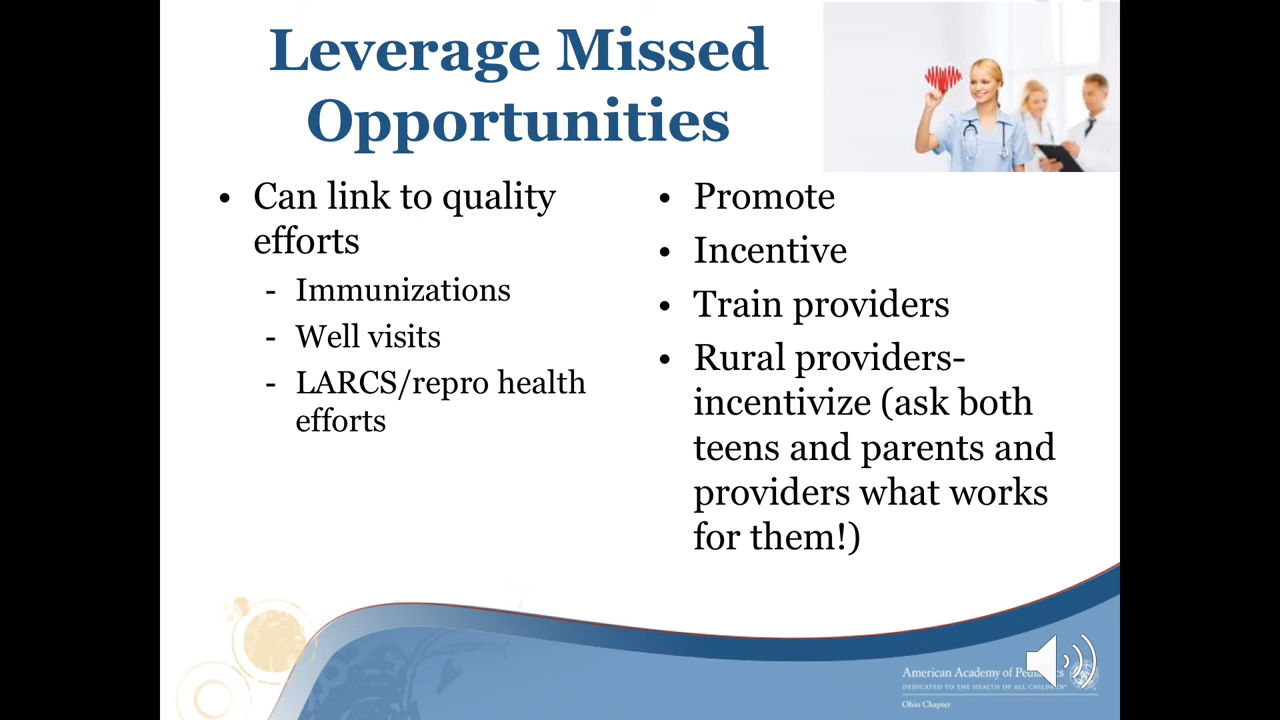 Leverage Missed
Opportunities
• Can link to quality
efforts
- Immunizations
- Well visits
- LARCS/repro health
efforts
• Promote
• Incentive
• Train providers
• Rural providers-
incentivize (ask both
teens and parents and
providers what works
for them!)
American Academy of
DEDICATED TO THE HEALTH OF ALL
Ohio Chapter